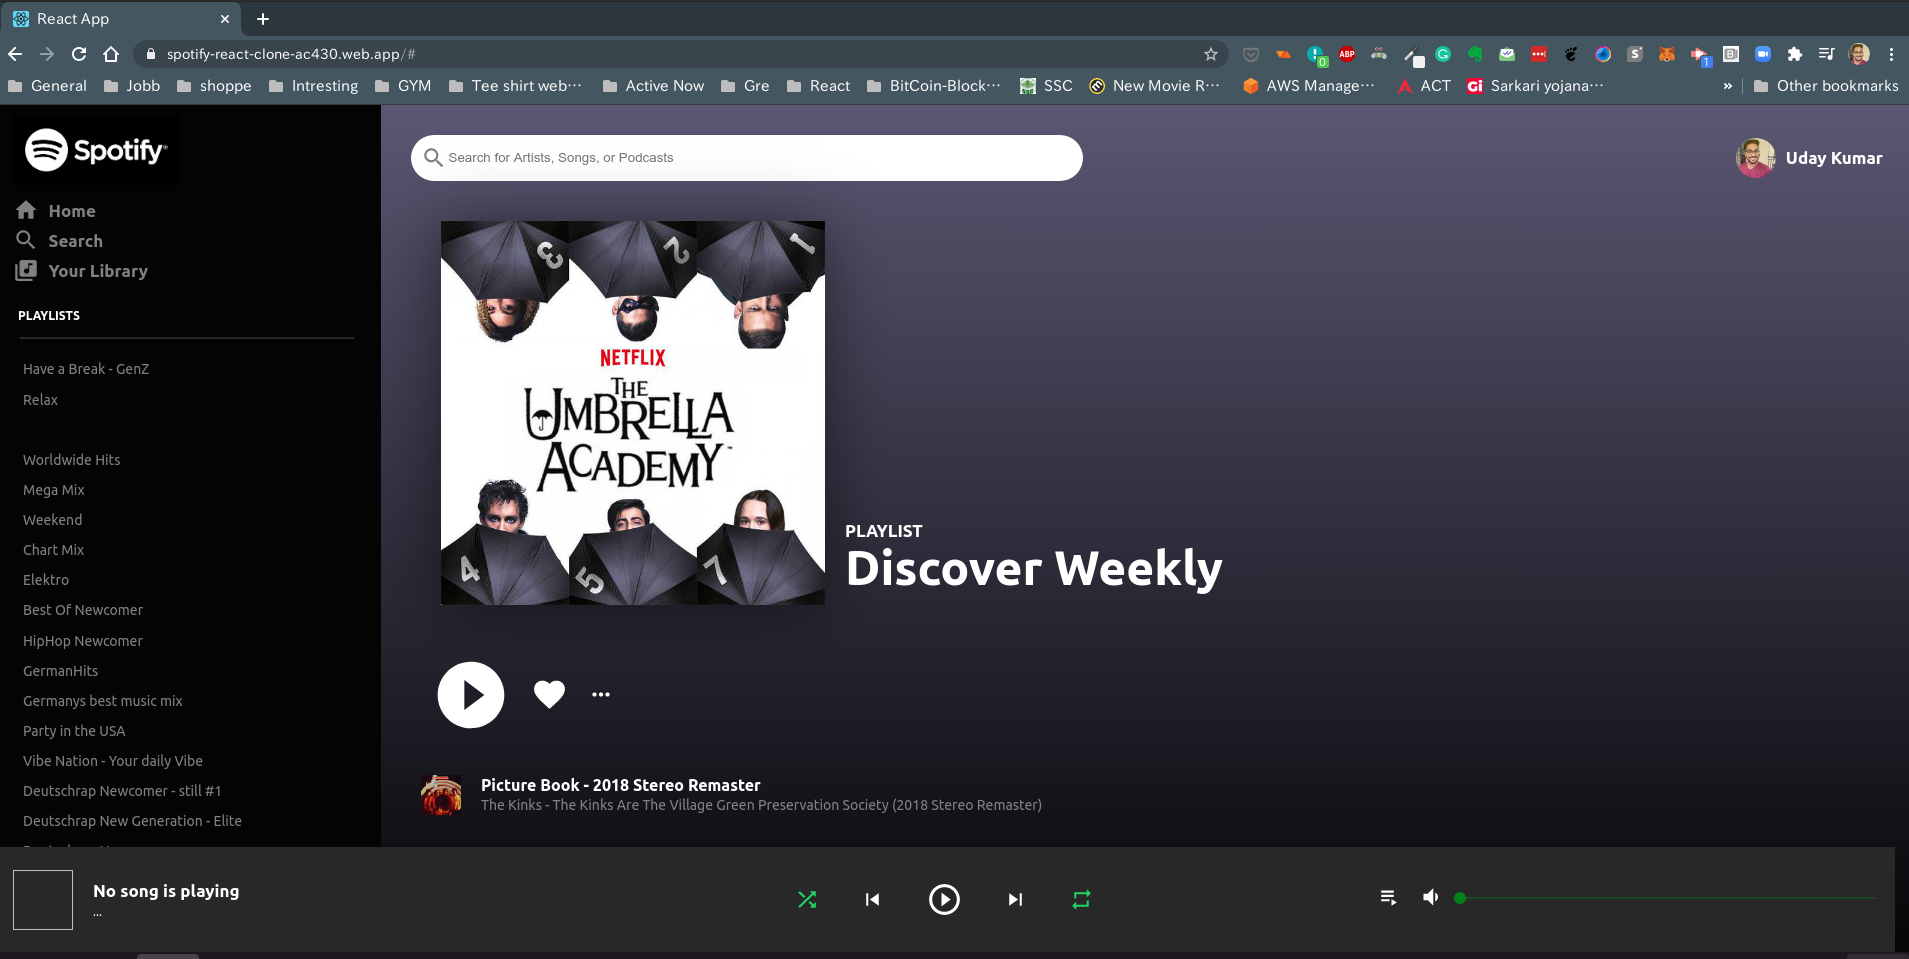 React App
spotify-react-clone-ac430.web.app/#
ABP
0
1
General Jobb shoppe Intresting GYM Tee shirt web··· Active Now Gre React BitCoin-Block··· SSC New Movie R··· AWS Manage··· ACT Gi Sarkari yojana··· » Other bookmarks
Spotify
Search for Artists, Songs, or Podcasts
Uday Kumar
Home
Search
Your Library
PLAYLISTS
Have a Break - GenZ
Relax
Worldwide Hits
Mega Mix
Weekend
Chart Mix
Elektro
Best Of Newcomer
HipHop Newcomer
GermanHits
Germanys best music mix
Party in the USA
Vibe Nation - Your daily Vibe
Deutschrap Newcomer - still #1
Deutschrap New Generation - Elite
3 2 1
NETFLIX
THE
UMBRELLA
ACADEMY™
4 5 7
PLAYLIST
Discover Weekly
Picture Book - 2018 Stereo Remaster
The Kinks - The Kinks Are The Village Green Preservation Society (2018 Stereo Remaster)
No song is playing
...